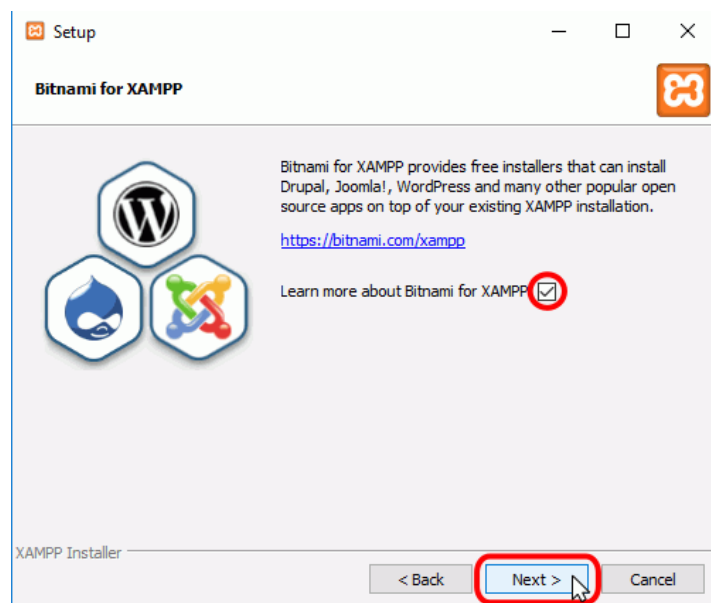 Setup
Bitnami for XAMPP
Bitnami for XAMPP provides free installers that can install
Drupal, Joomla!, WordPress and many other popular open
source apps on top of your existing XAMPP installation.
https://bitnami.com/xampp
Learn more about Bitnami for XAMPP
XAMPP Installer
< Back Next > Cancel